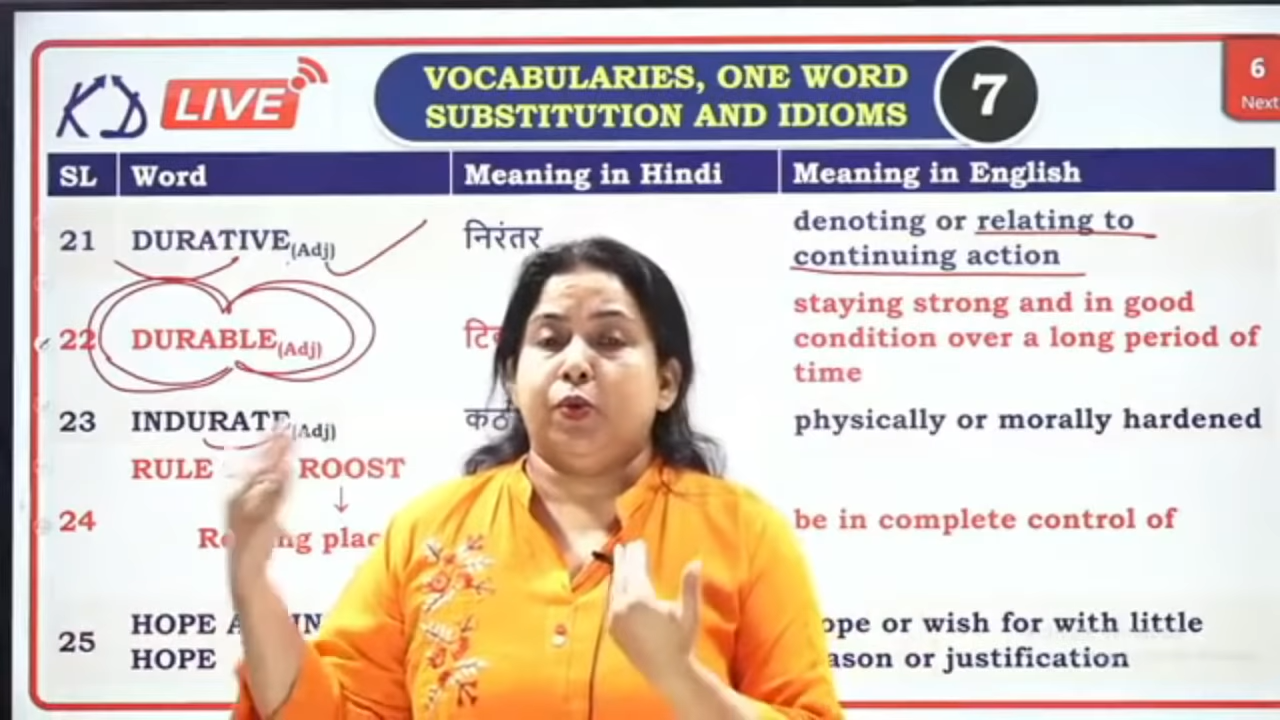 KD LIVE
VOCABULARIES, ONE WORD
SUBSTITUTION AND IDIOMS
7
6
Next
SL Word Meaning in Hindi Meaning in English
21 DURATIVE(Adj) निरंतर denoting or relating to
continuing action
22 DURABLE(Adj) staying strong and in good
condition over a long period of
time
23 INDURATE(Adj) physically or morally hardened
RULE ROOST
↓
24 be in complete control of
25 HOPE
HOPE
or wish for with little
or justification